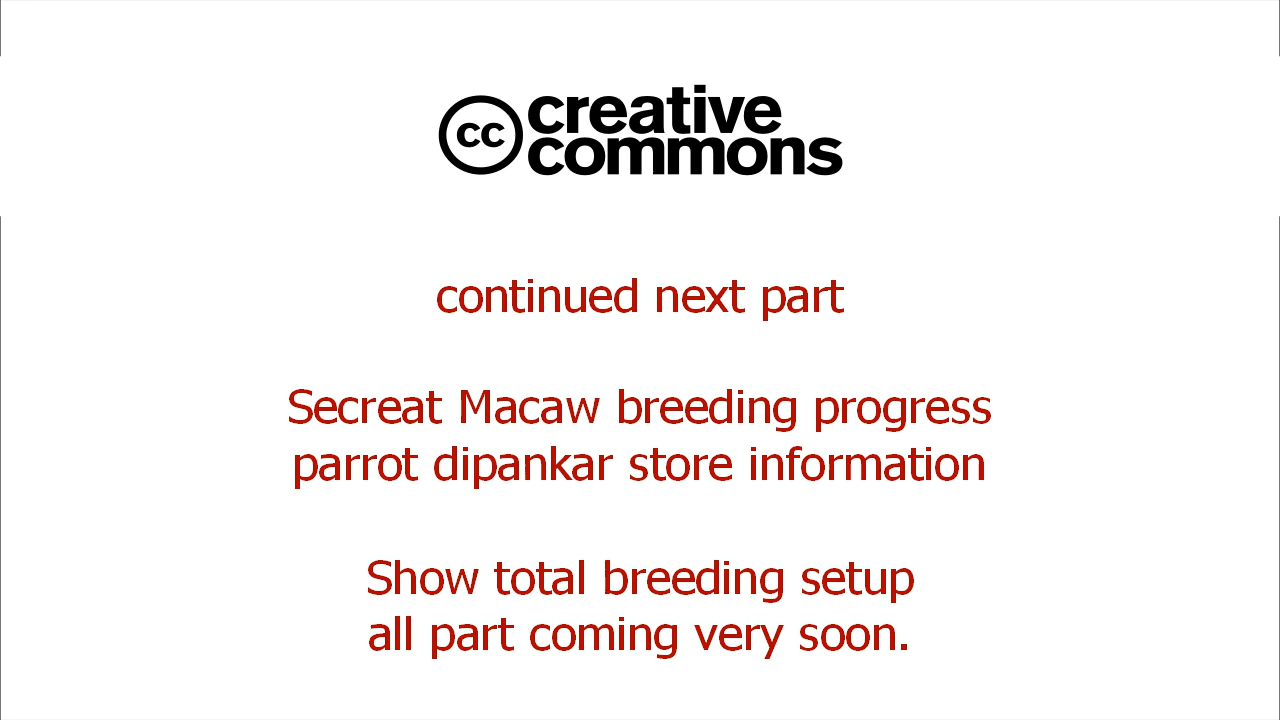 cc creative
commons
continued next part
Secreat Macaw breeding progress
parrot dipankar store information
Show total breeding setup
all part coming very soon.